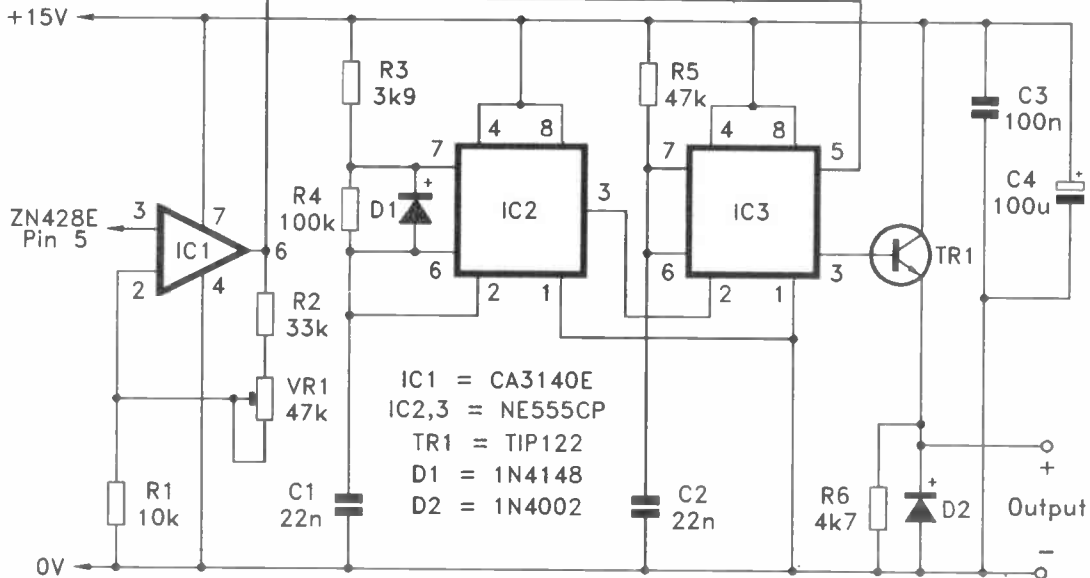 +15V
R3
3k9
R5
47k
C3
100n
4
8
4
8
7
7
5
R4
100k
D1
+
IC2
3
IC3
C4
100u
+
ZN428E
Pin 5
3
7
IC1
6
2
4
6
6
3
TR1
2
1
2
1
R2
33k
VR1
47k
IC1 = CA3140E
IC2,3 = NE555CP
TR1 = TIP122
D1 = 1N4148
D2 = 1N4002
R1
10k
C1
22n
C2
22n
R6
4k7
+
D2
+
Output
−
0V